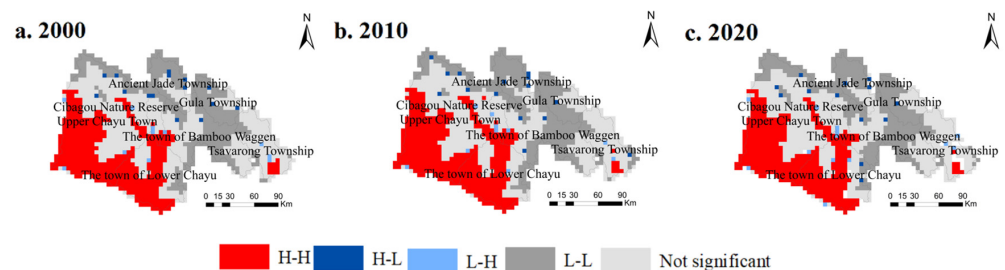 a. 2000
N
Ancient Jade Township
Cibagou Nature Reserve
Gula Township
Upper Chayu Town
The town of Bamboo Waggen
Tsavarong Township
The town of Lower Chayu
0 15 30 60 90
Km
b. 2010
N
Ancient Jade Township
Cibagou Nature Reserve
Gula Township
Upper Chayu Town
The town of Bamboo Waggen
Tsavarong Township
The town of Lower Chayu
0 15 30 60 90
Km
c. 2020
N
Ancient Jade Township
Cibagou Nature Reserve
Gula Township
Upper Chayu Town
The town of Bamboo Waggen
Tsavarong Township
The town of Lower Chayu
0 15 30 60 90
Km
H-H H-L L-H L-L Not significant